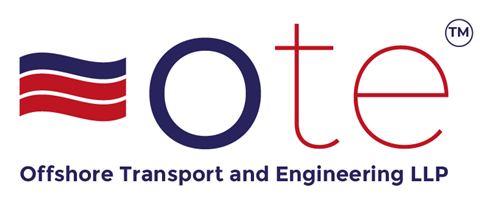 ote TM
Offshore Transport and Engineering LLP